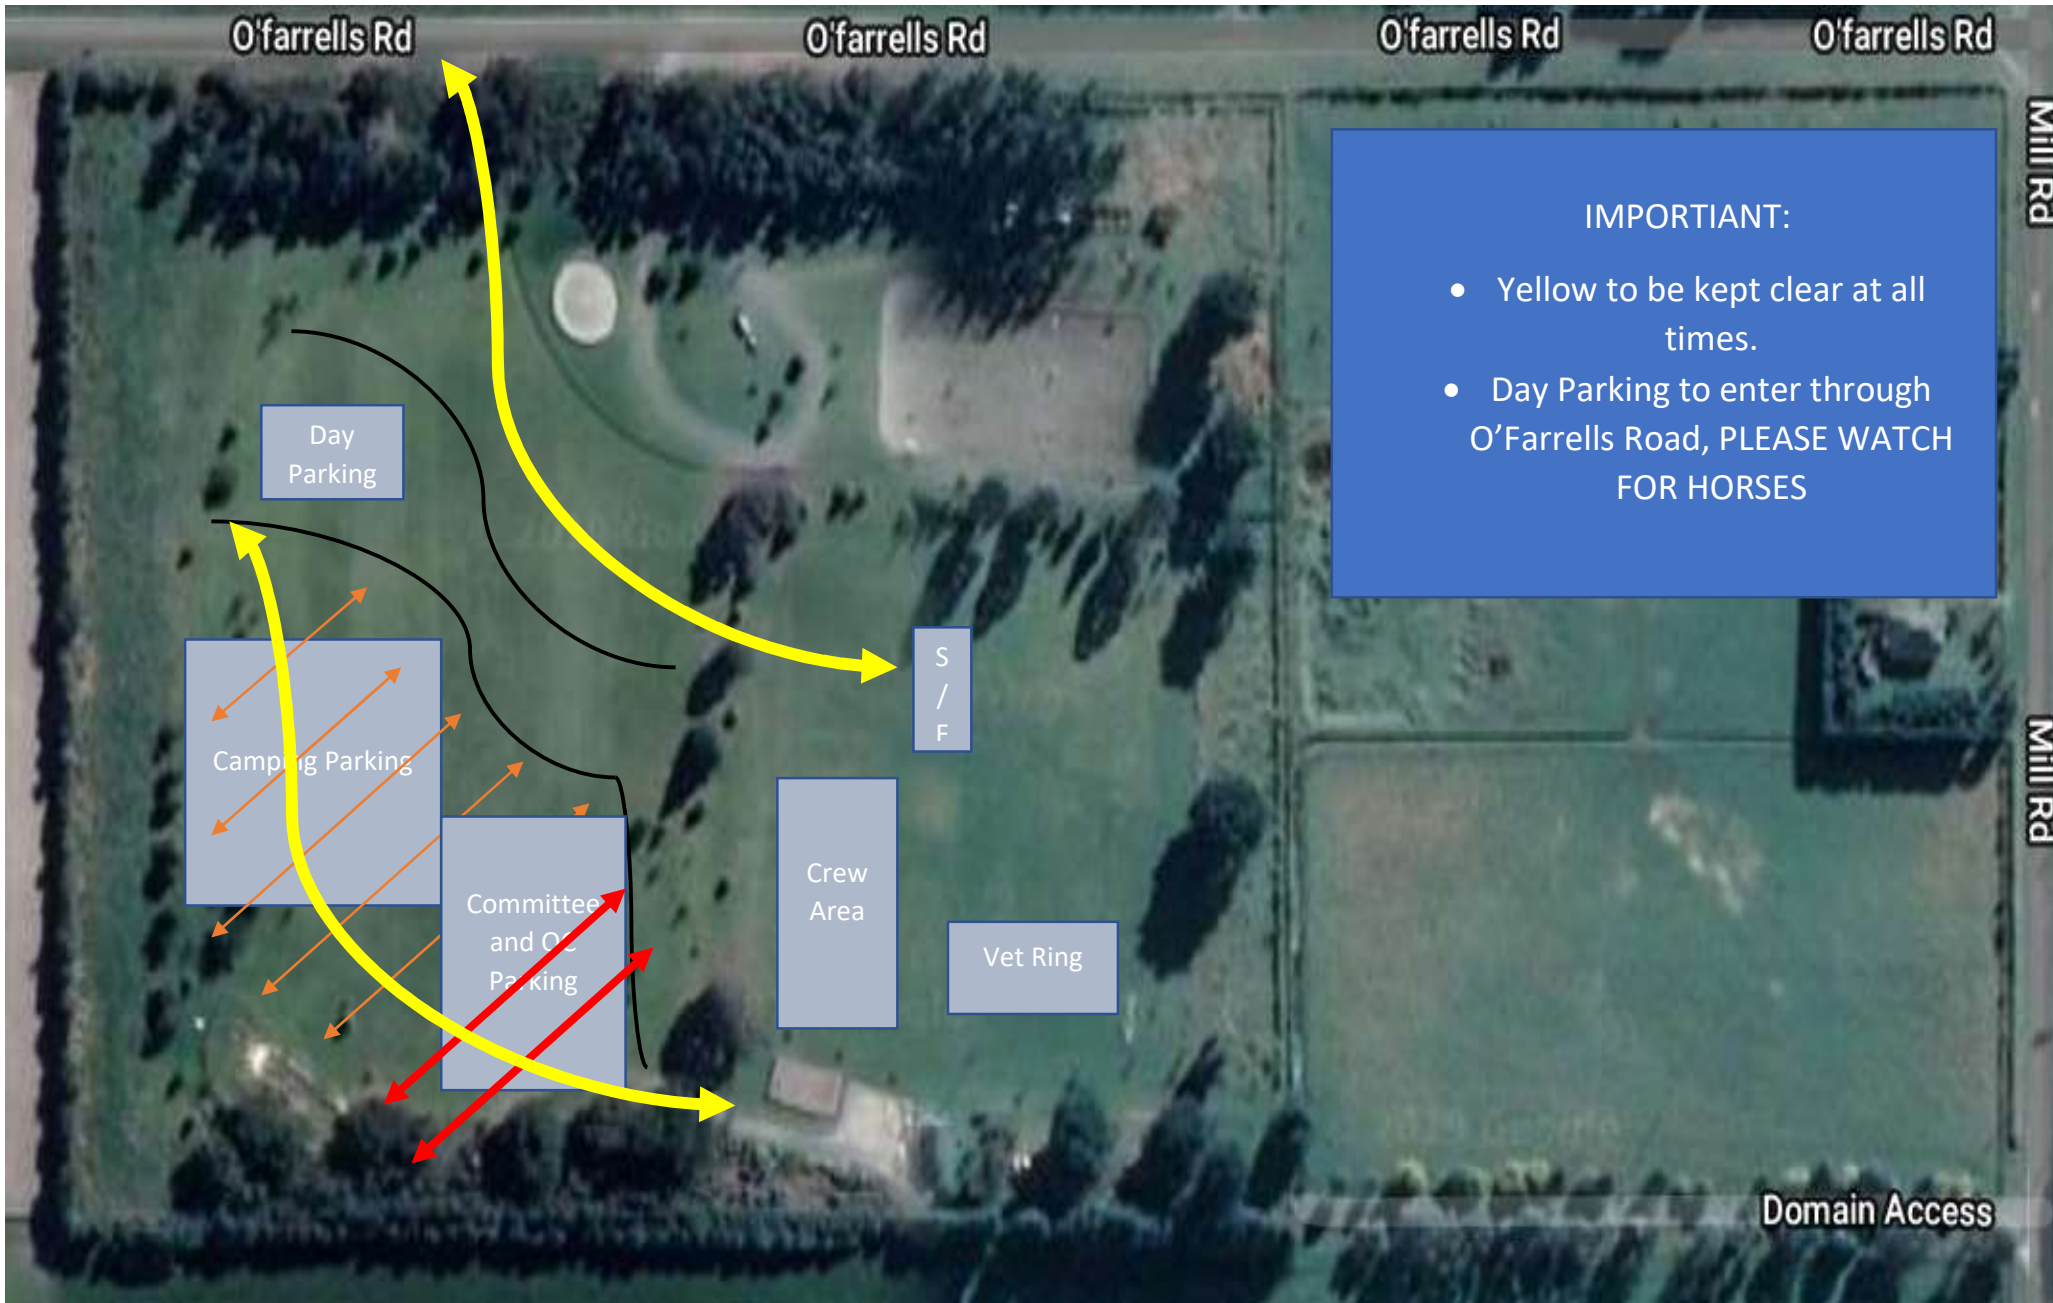 O'farrells Rd
O'farrells Rd
O'farrells Rd
O'farrells Rd
Mill Rd
IMPORTIANT:
• Yellow to be kept clear at all
times.
• Day Parking to enter through
O'Farrells Road, PLEASE WATCH
FOR HORSES
Day
Parking
S
/
F
Camping Parking
Mill Rd
Crew
Area
Committee
and OC
Parking
Vet Ring
Domain Access